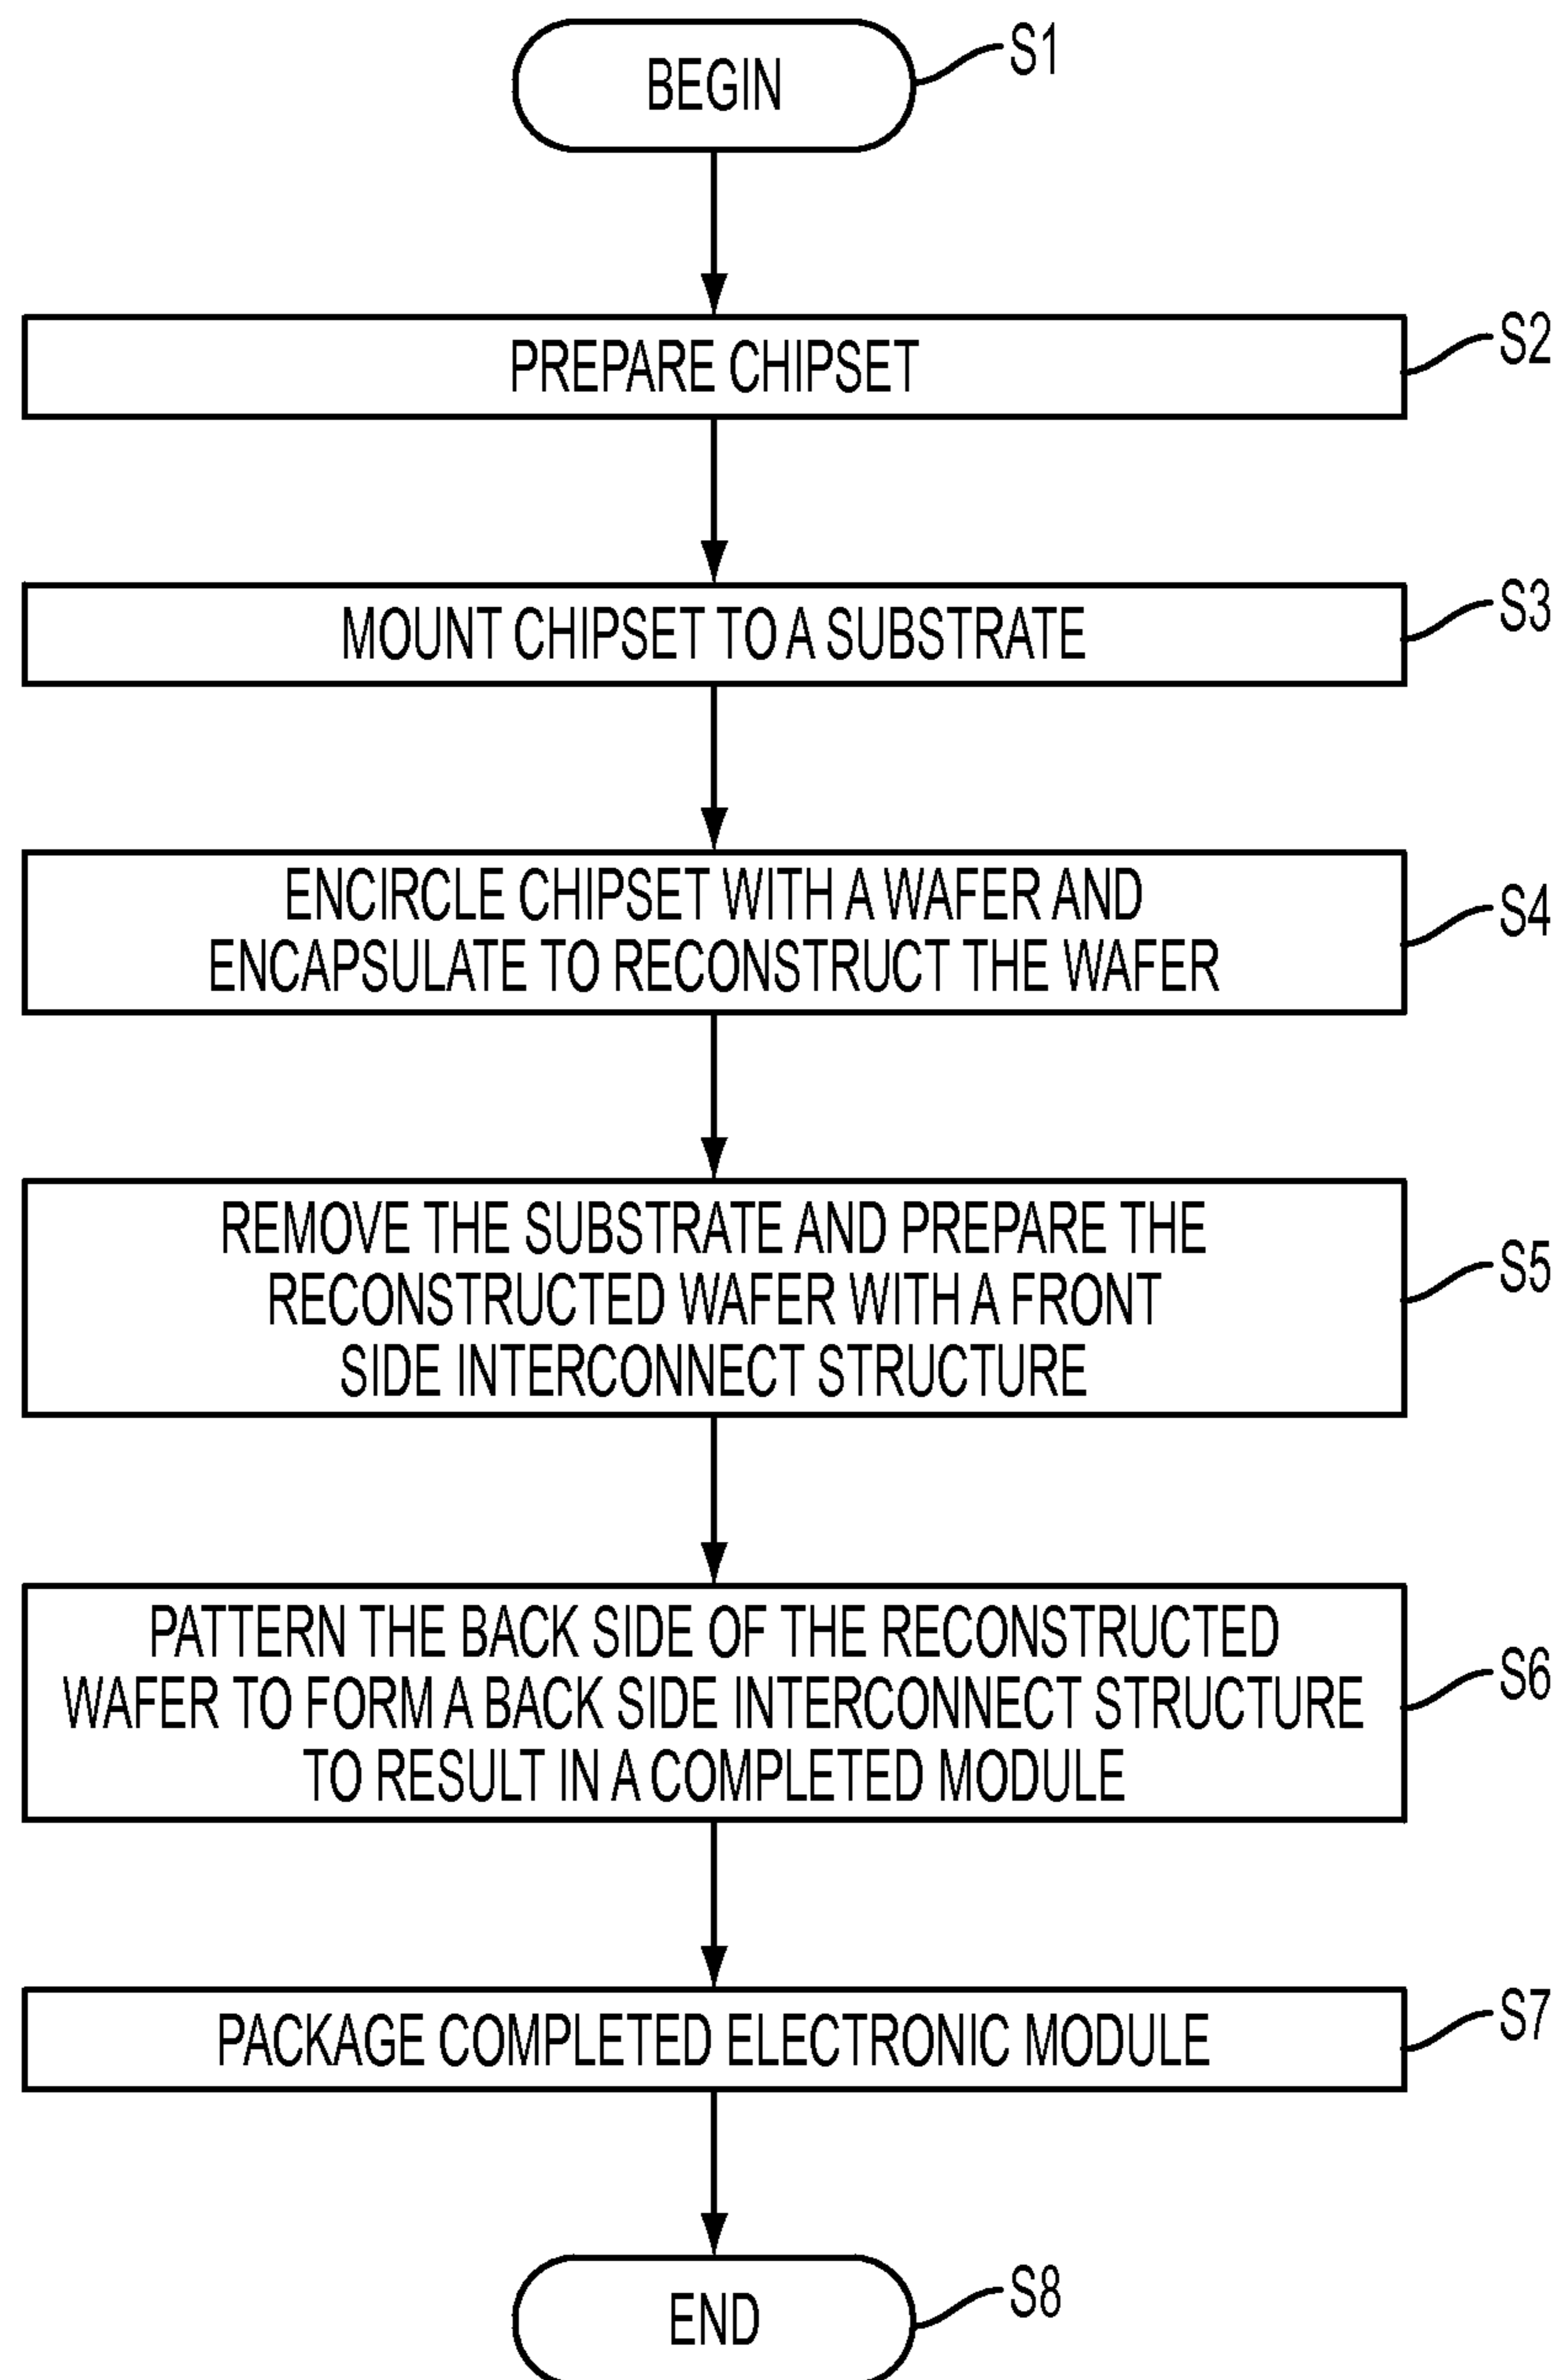 BEGIN
S1
PREPARE CHIPSET
S2
MOUNT CHIPSET TO A SUBSTRATE
S3
ENCIRCLE CHIPSET WITH A WAFER AND
ENCAPSULATE TO RECONSTRUCT THE WAFER
S4
REMOVE THE SUBSTRATE AND PREPARE THE
RECONSTRUCTED WAFER WITH A FRONT
SIDE INTERCONNECT STRUCTURE
S5
PATTERN THE BACK SIDE OF THE RECONSTRUCTED
WAFER TO FORM A BACK SIDE INTERCONNECT STRUCTURE
TO RESULT IN A COMPLETED MODULE
S6
PACKAGE COMPLETED ELECTRONIC MODULE
S7
END
S8